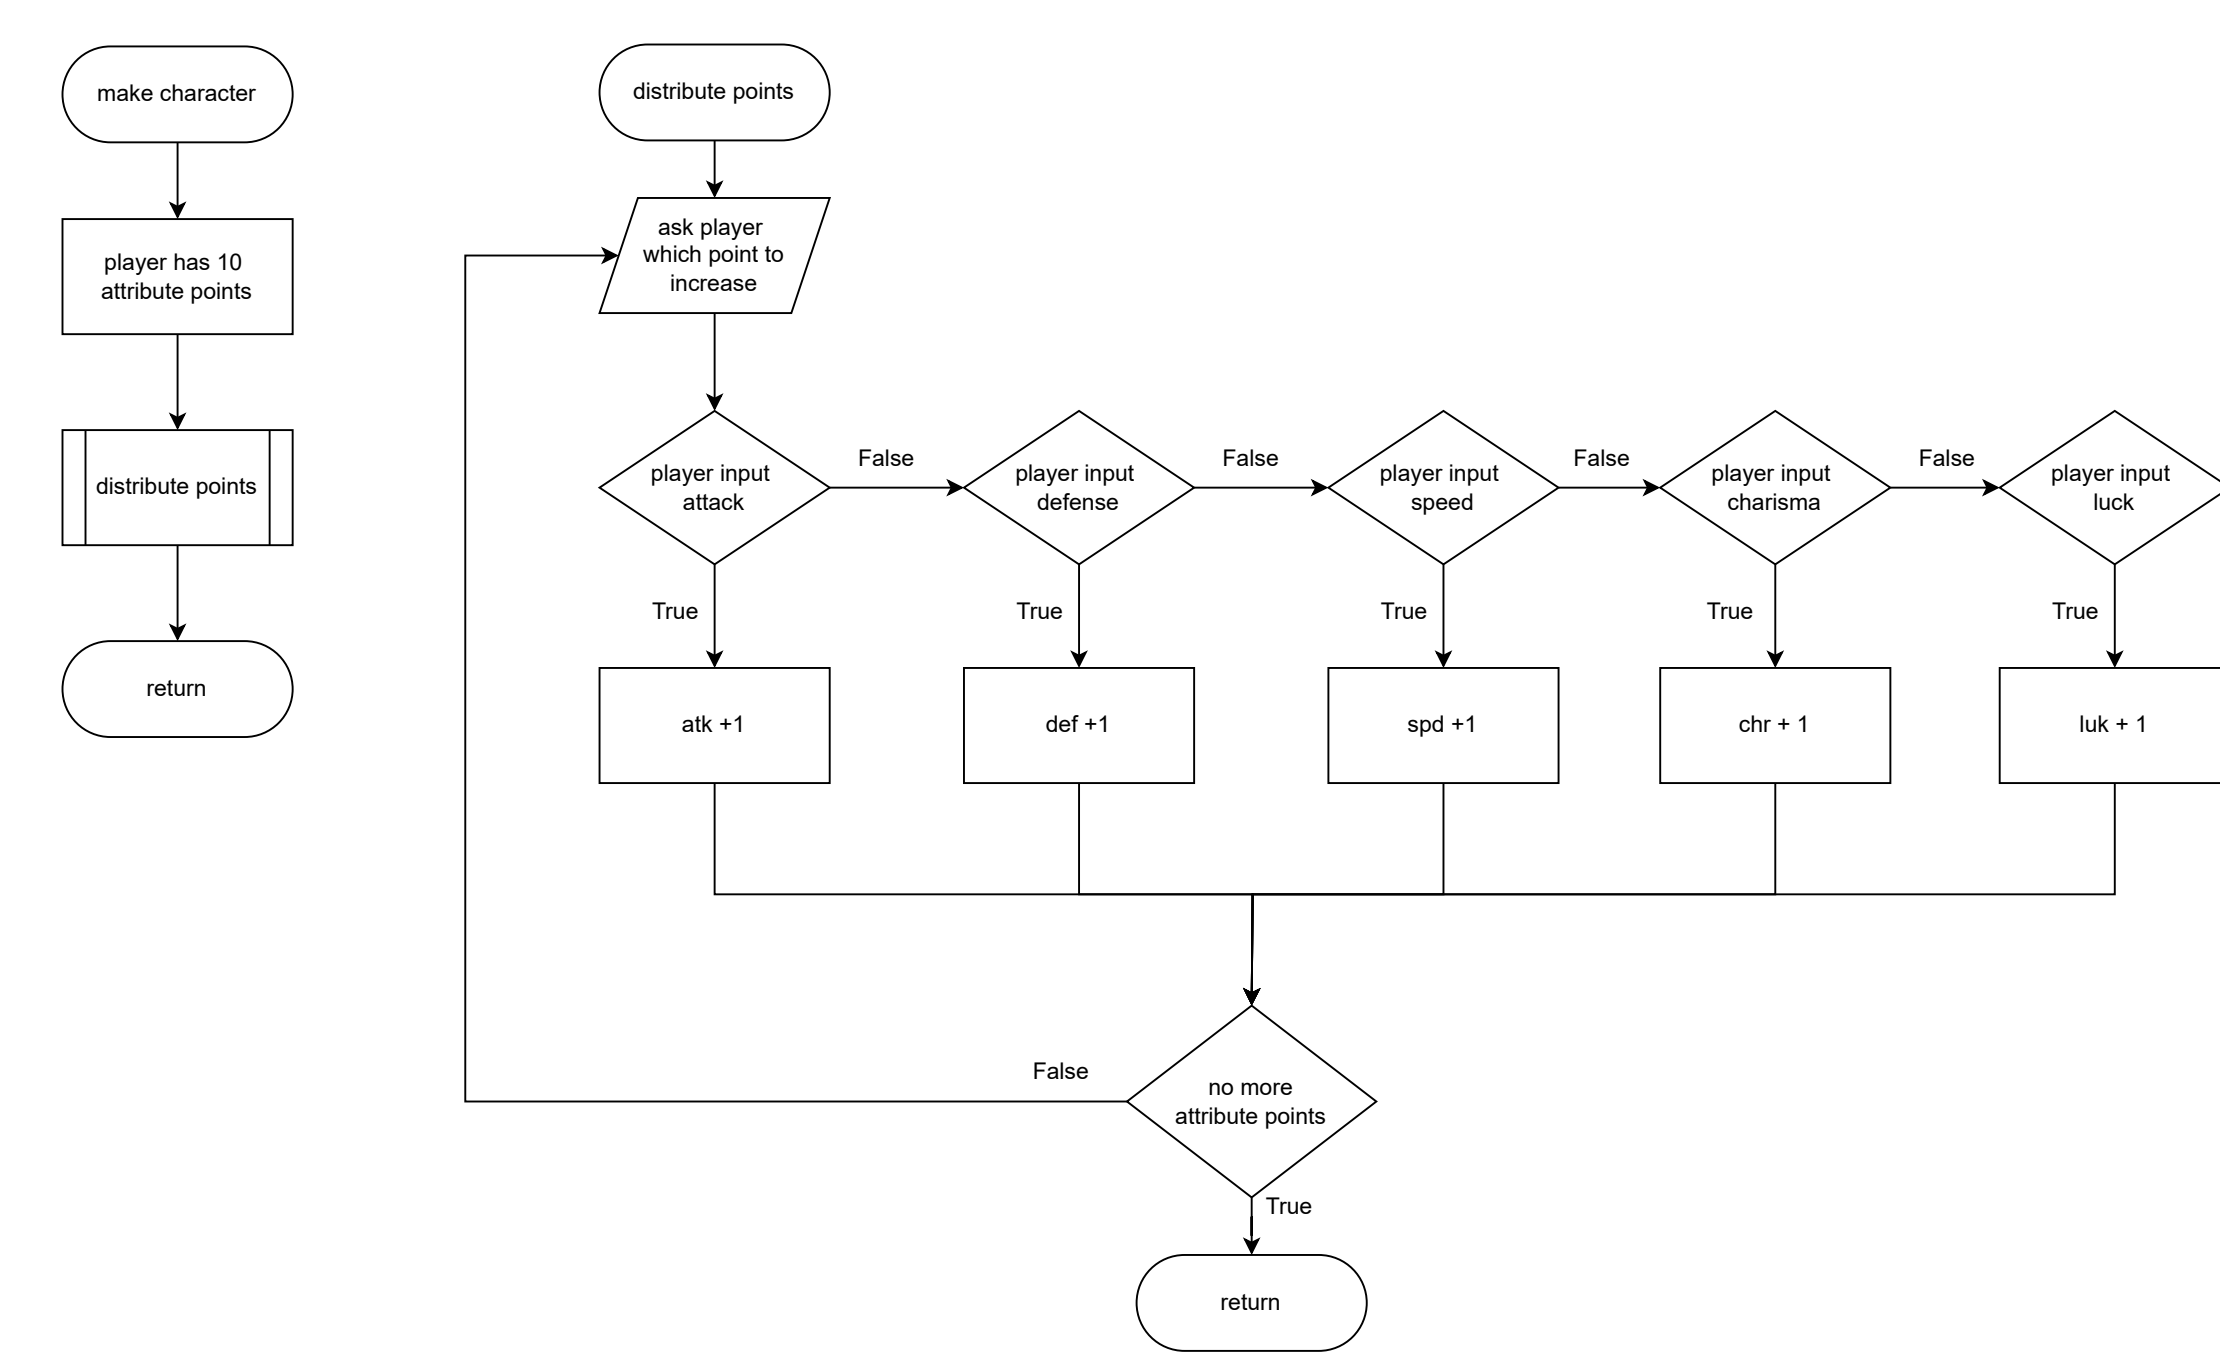 make character
player has 10
attribute points
distribute points
return
distribute points
ask player
which point to
increase
player input
attack
False
player input
defense
False
player input
speed
False
player input
charisma
False
player input
luck
True
True
True
True
True
atk +1
def +1
spd +1
chr + 1
luk + 1
False
no more
attribute points
True
return